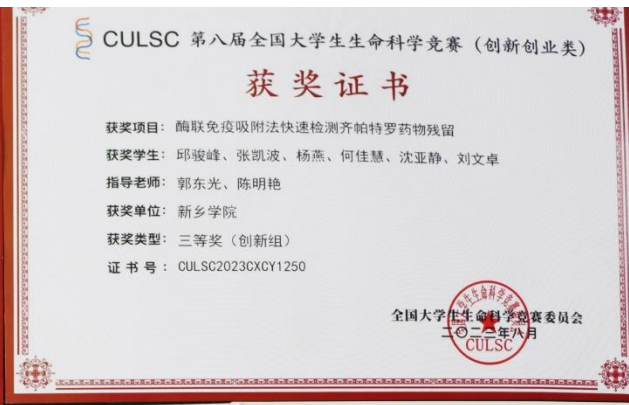 CULSC 第八届全国大学生生命科学竞赛（创新创业类）
获奖证书
获奖项目：酶联免疫吸附法快速检测齐帕特罗药物残留
获奖学生：邱骏峰、张凯波、杨燕、何佳慧、沈亚静、刘文卓
指导老师：郭东光、陈明艳
获奖单位：新乡学院
获奖类型：三等奖（创新组）
证书号：CULSC2023CXCY1250
全国大学生生命科学竞赛委员会
二〇二三年八月
CULSC